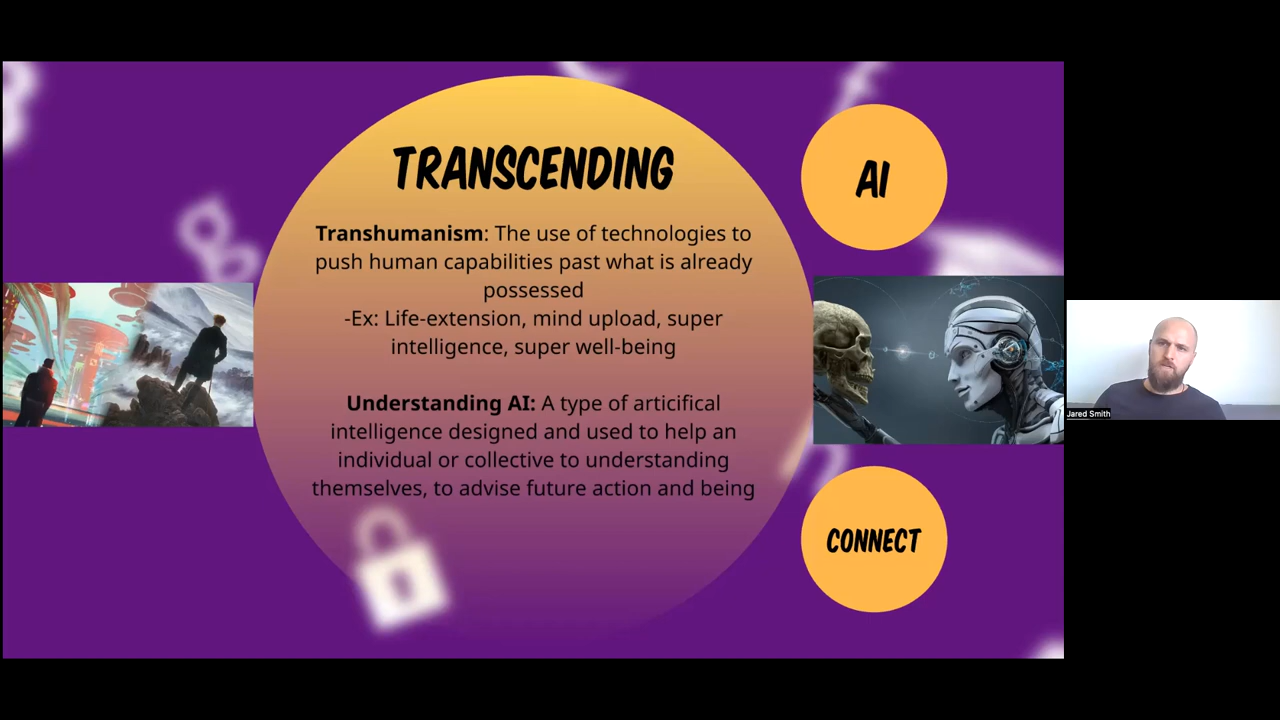 TRANSCENDING
Transhumanism: The use of technologies to
push human capabilities past what is already
possessed
-Ex: Life-extension, mind upload, super
intelligence, super well-being
Understanding AI: A type of articifical
intelligence designed and used to help an
individual or collective to understanding
themselves, to advise future action and being
AI
CONNECT
Jared Smith